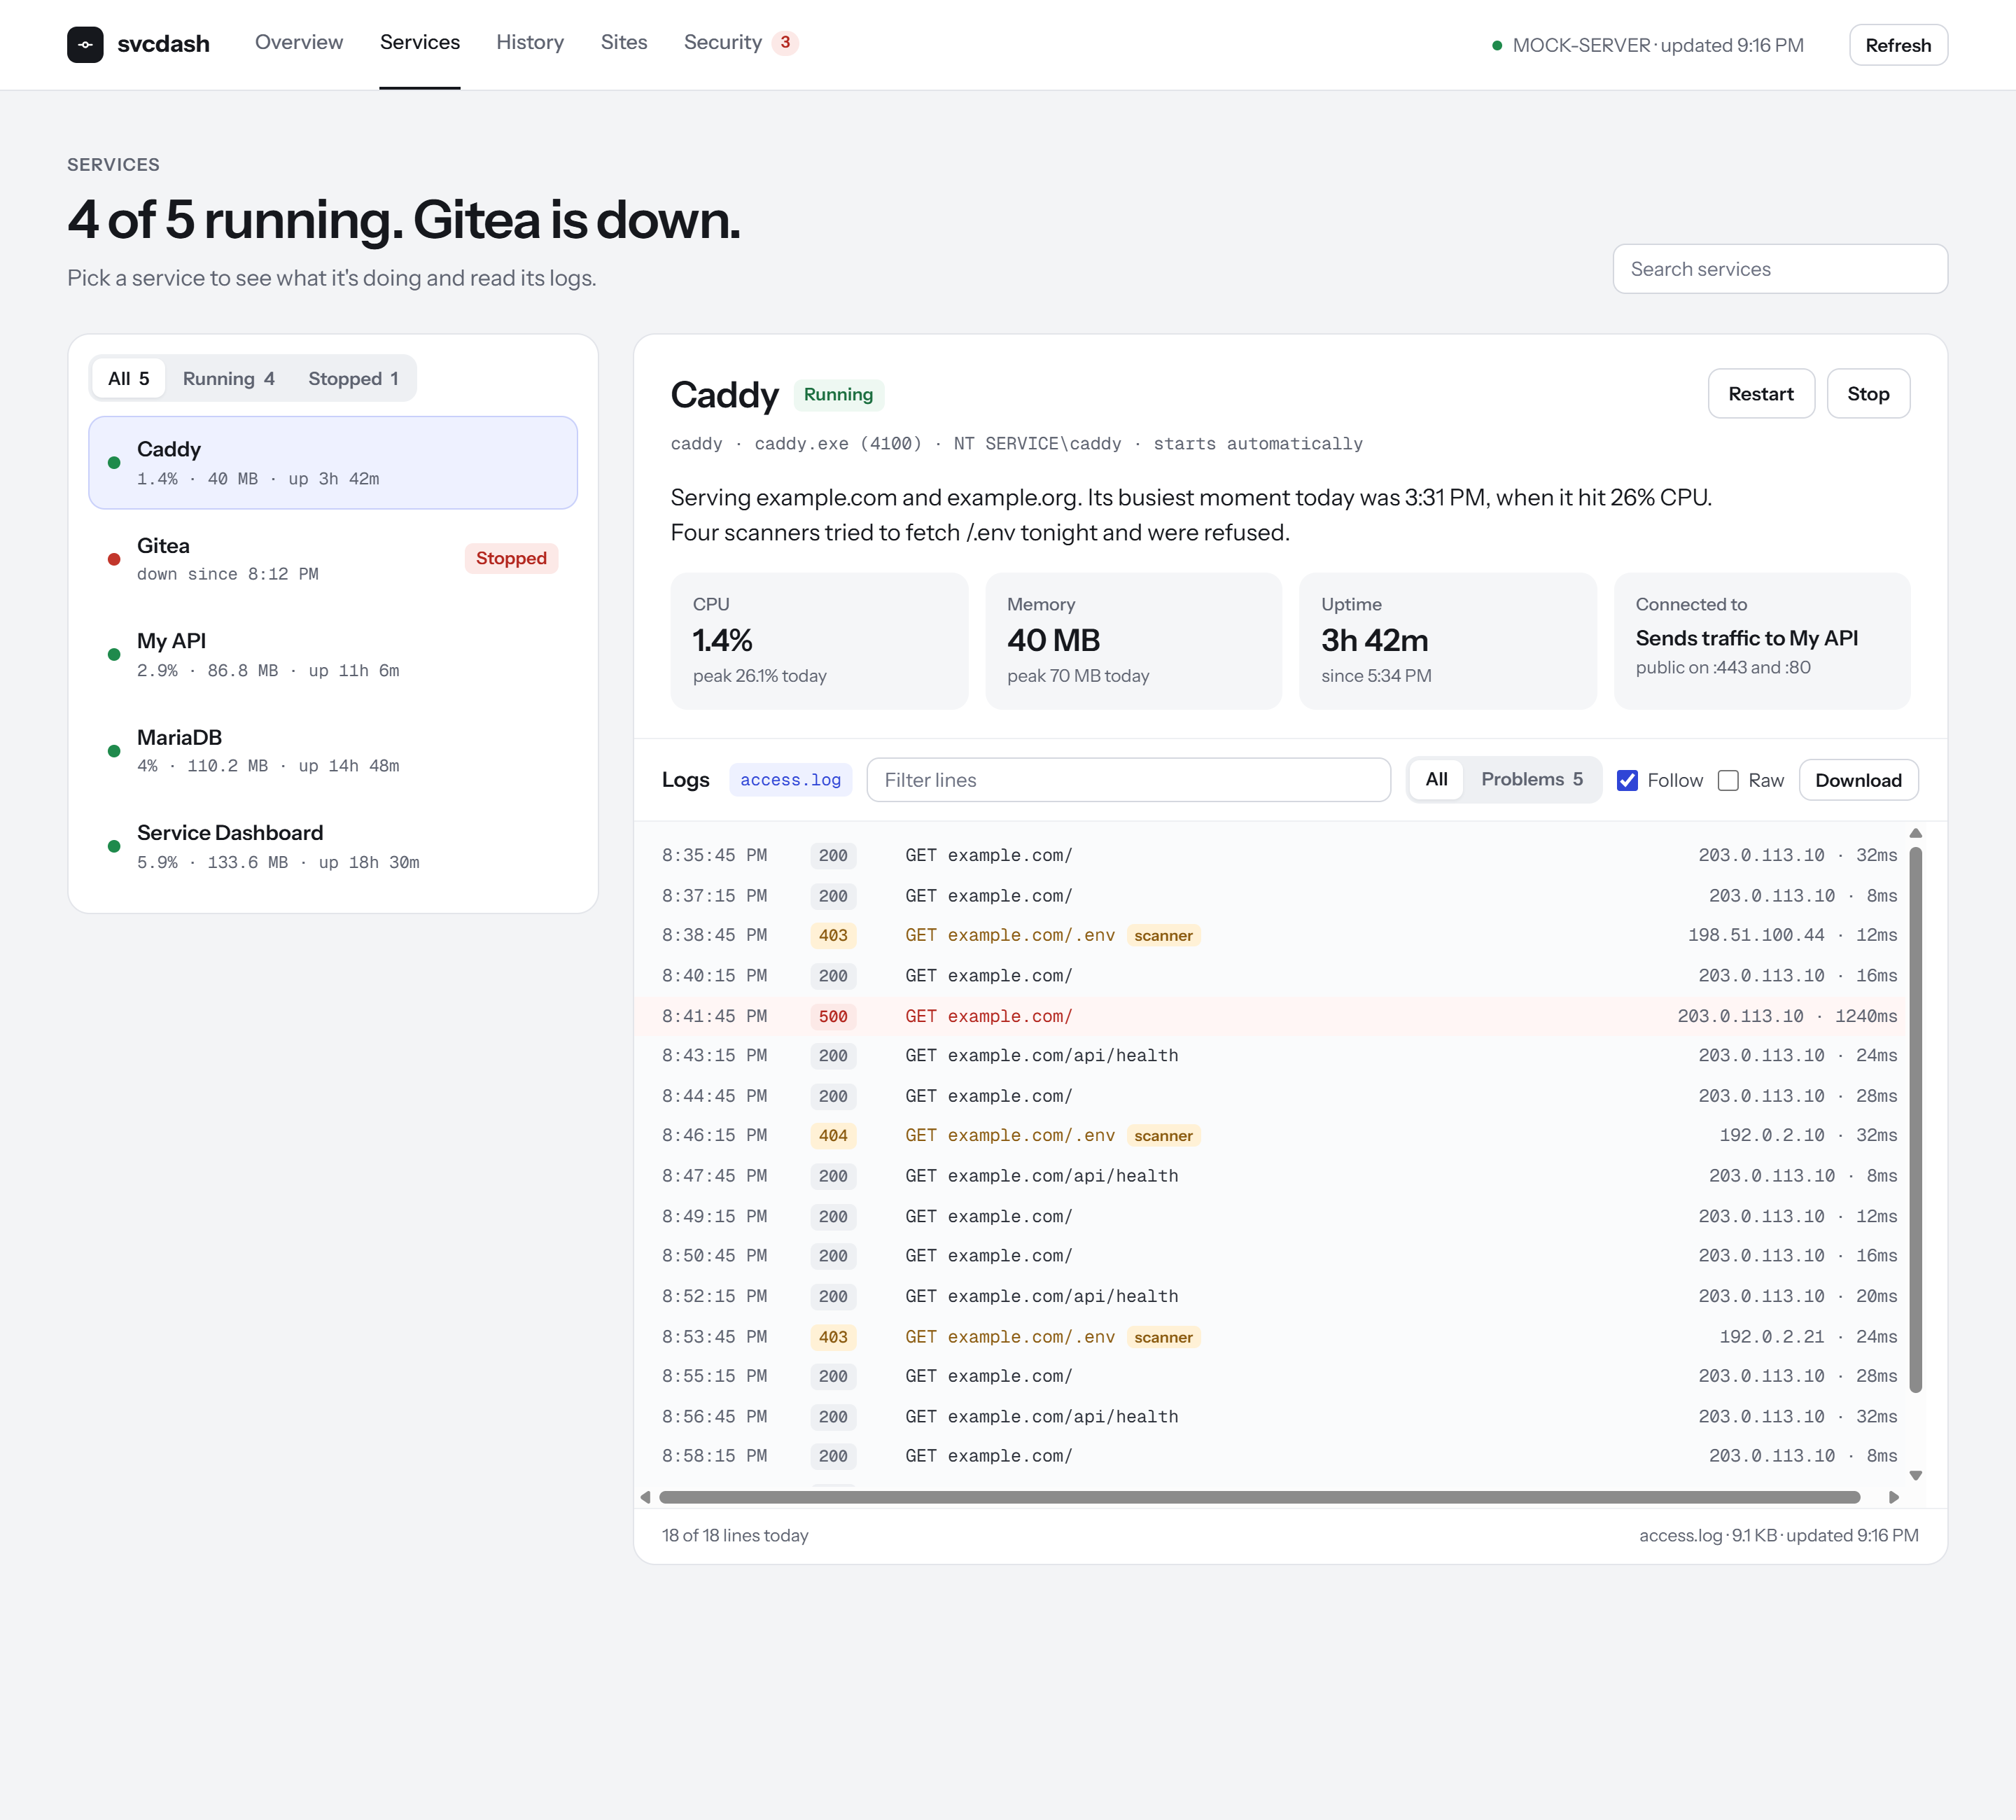 svcdash Overview Services History Sites Security 3 MOCK-SERVER · updated 9:16 PM Refresh
SERVICES
4 of 5 running. Gitea is down.
Pick a service to see what it's doing and read its logs.
Search services
All 5 Running 4 Stopped 1
Caddy
1.4% · 40 MB · up 3h 42m
Gitea
down since 8:12 PM
Stopped
My API
2.9% · 86.8 MB · up 11h 6m
MariaDB
4% · 110.2 MB · up 14h 48m
Service Dashboard
5.9% · 133.6 MB · up 18h 30m
Caddy Running Restart Stop
caddy · caddy.exe (4100) · NT SERVICE\caddy · starts automatically
Serving example.com and example.org. Its busiest moment today was 3:31 PM, when it hit 26% CPU.
Four scanners tried to fetch /.env tonight and were refused.
CPU
1.4%
peak 26.1% today
Memory
40 MB
peak 70 MB today
Uptime
3h 42m
since 5:34 PM
Connected to
Sends traffic to My API
public on :443 and :80
Logs access.log Filter lines All Problems 5 Follow Raw Download
8:35:45 PM 200 GET example.com/ 203.0.113.10 · 32ms
8:37:15 PM 200 GET example.com/ 203.0.113.10 · 8ms
8:38:45 PM 403 GET example.com/.env scanner 198.51.100.44 · 12ms
8:40:15 PM 200 GET example.com/ 203.0.113.10 · 16ms
8:41:45 PM 500 GET example.com/ 203.0.113.10 · 1240ms
8:43:15 PM 200 GET example.com/api/health 203.0.113.10 · 24ms
8:44:45 PM 200 GET example.com/ 203.0.113.10 · 28ms
8:46:15 PM 404 GET example.com/.env scanner 192.0.2.10 · 32ms
8:47:45 PM 200 GET example.com/api/health 203.0.113.10 · 8ms
8:49:15 PM 200 GET example.com/ 203.0.113.10 · 12ms
8:50:45 PM 200 GET example.com/ 203.0.113.10 · 16ms
8:52:15 PM 200 GET example.com/api/health 203.0.113.10 · 20ms
8:53:45 PM 403 GET example.com/.env scanner 192.0.2.21 · 24ms
8:55:15 PM 200 GET example.com/ 203.0.113.10 · 28ms
8:56:45 PM 200 GET example.com/api/health 203.0.113.10 · 32ms
8:58:15 PM 200 GET example.com/ 203.0.113.10 · 8ms
18 of 18 lines today access.log · 9.1 KB · updated 9:16 PM